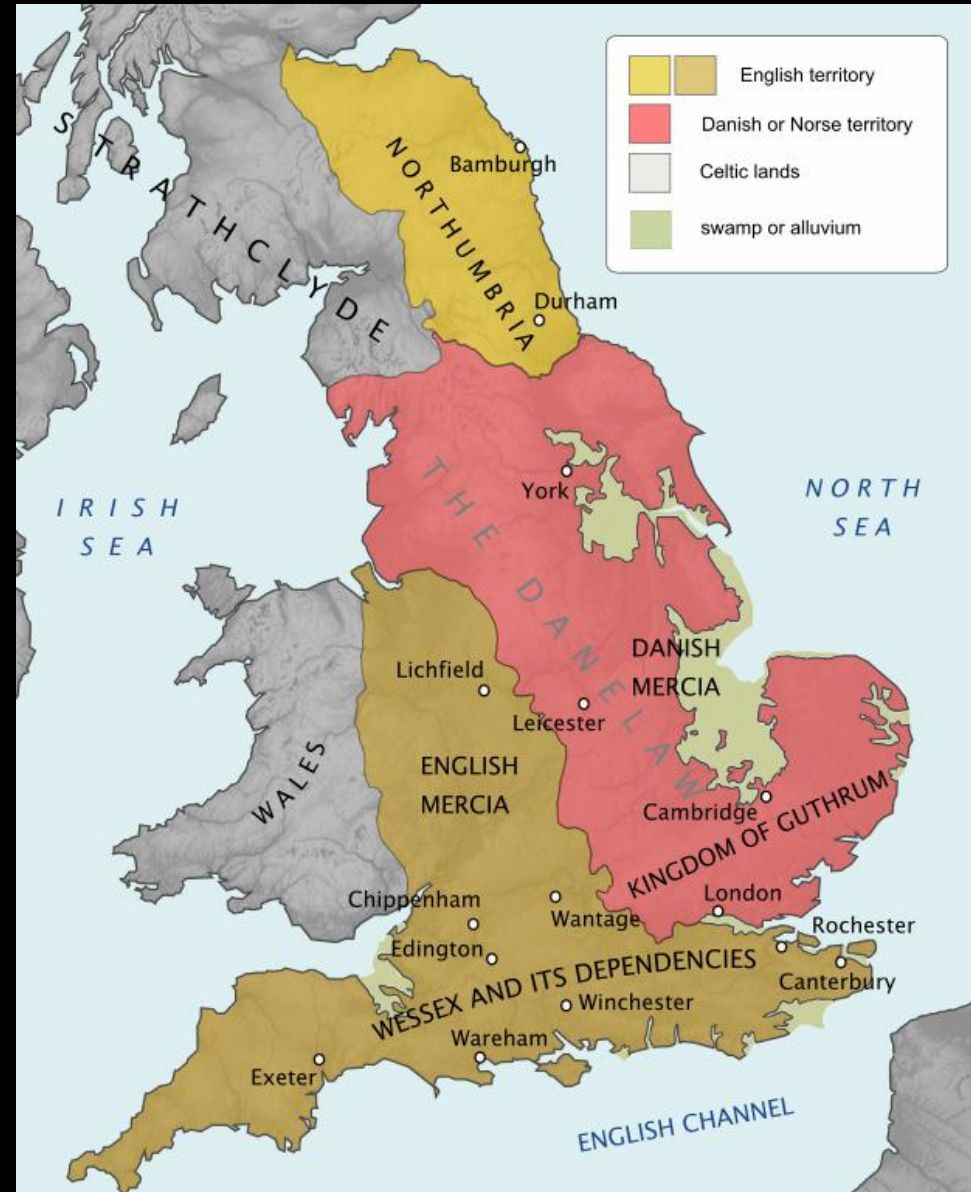 English territory
Danish or Norse territory
Celtic lands
swamp or alluvium
STRATHCLYDE
NORTHUMBRIA
Bamburgh
Durham
IRISH
SEA
York
NORTH
SEA
THE DANELAW
DANISH
MERCIA
Lichfield
Leicester
ENGLISH
MERCIA
WALES
Cambridge
KINGDOM OF GUTHRUM
Chippenham
Wantage
London
Rochester
Edington
Canterbury
WESSEX AND ITS DEPENDENCIES
Winchester
Wareham
Exeter
ENGLISH CHANNEL